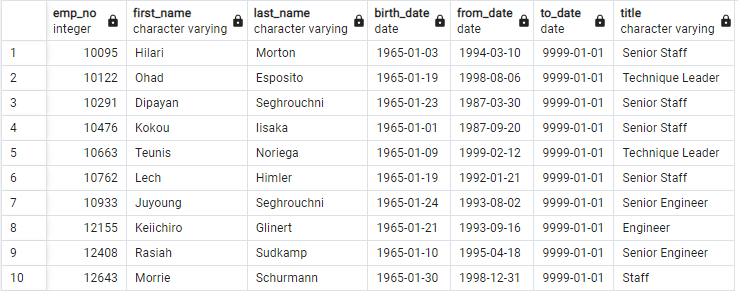 emp_no first_name last_name birth_date from_date to_date title
integer character varying character varying date date date character varying
1 10095 Hilari Morton 1965-01-03 1994-03-10 9999-01-01 Senior Staff
2 10122 Ohad Esposito 1965-01-19 1998-08-06 9999-01-01 Technique Leader
3 10291 Dipayan Seghrouchni 1965-01-23 1987-03-30 9999-01-01 Senior Staff
4 10476 Kokou Iisaka 1965-01-01 1987-09-20 9999-01-01 Senior Staff
5 10663 Teunis Noriega 1965-01-09 1999-02-12 9999-01-01 Technique Leader
6 10762 Lech Himler 1965-01-19 1992-01-21 9999-01-01 Senior Staff
7 10933 Juyoung Seghrouchni 1965-01-24 1993-08-02 9999-01-01 Senior Engineer
8 12155 Keiichiro Glinert 1965-01-21 1993-09-16 9999-01-01 Engineer
9 12408 Rasiah Sudkamp 1965-01-10 1995-04-18 9999-01-01 Senior Engineer
10 12643 Morrie Schurmann 1965-01-30 1998-12-31 9999-01-01 Staff